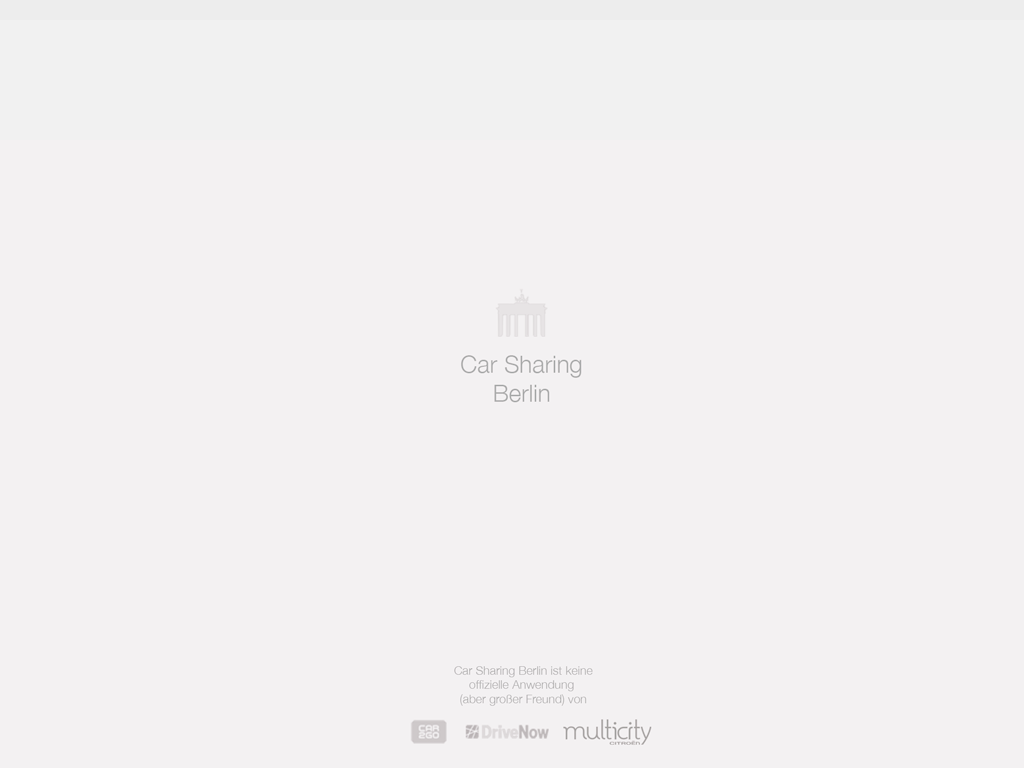 Car Sharing
Berlin
Car Sharing Berlin ist keine
offizielle Anwendung
(aber großer Freund) von
CAR
2GO
DriveNow
multicity
CITROËN